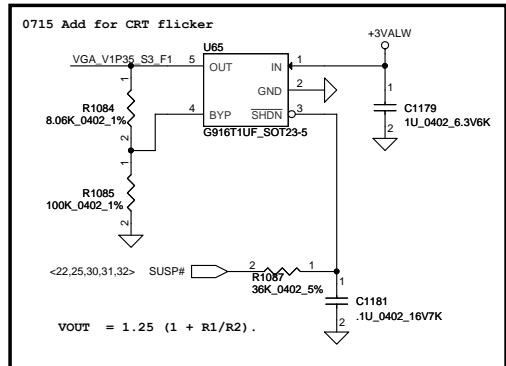 0715 Add for CRT flicker
+3VALW
U65
VGA_V1P35_S3_F1
5 OUT
IN 1
GND 2
4 BYP
SHDN 3
G916T1UF_SOT23-5
1
R1084
8.06K_0402_1%
2
1
C1179
1U_0402_6.3V6K
2
1
R1085
100K_0402_1%
2
<22,25,30,31,32> SUSP#
2 1
R1087
36K_0402_5%
1
C1181
.1U_0402_16V7K
2
VOUT = 1.25 (1 + R1/R2).